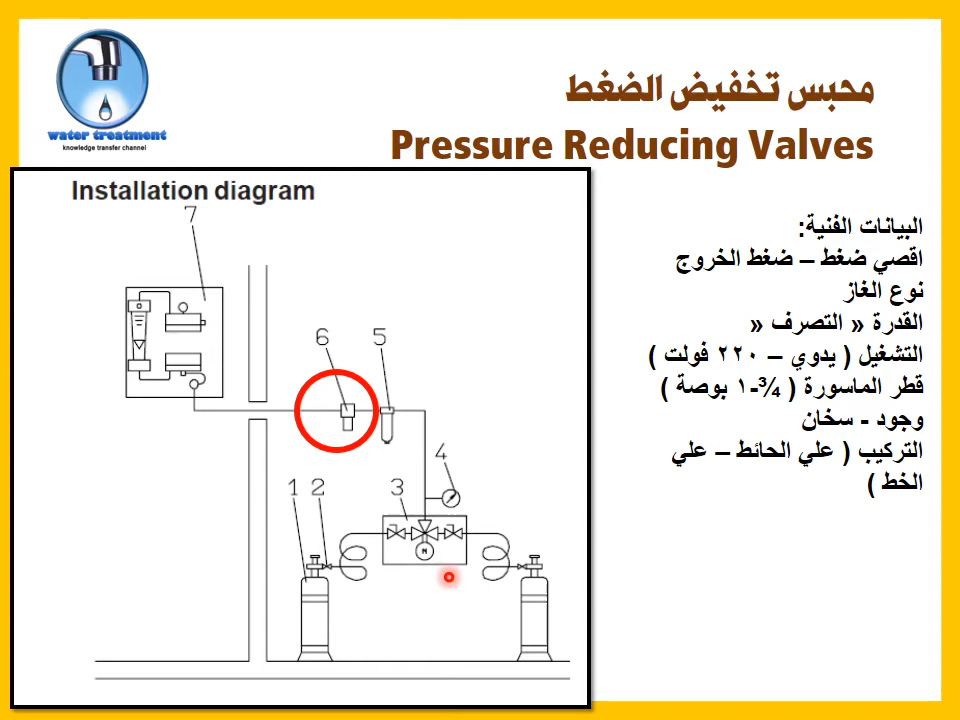 water treatment
knowledge transfer channel
محبس تخفيض الضغط
Pressure Reducing Valves
Installation diagram
7
6
5
4
1
2
3
M
البيانات الفنية:
اقصي ضغط – ضغط الخروج
نوع الغاز
القدرة « التصرف «
التشغيل ( يدوي – ٢٢٠ فولت )
قطر الماسورة ( ¾-١ بوصة )
وجود - سخان
التركيب ( علي الحائط – علي
الخط )